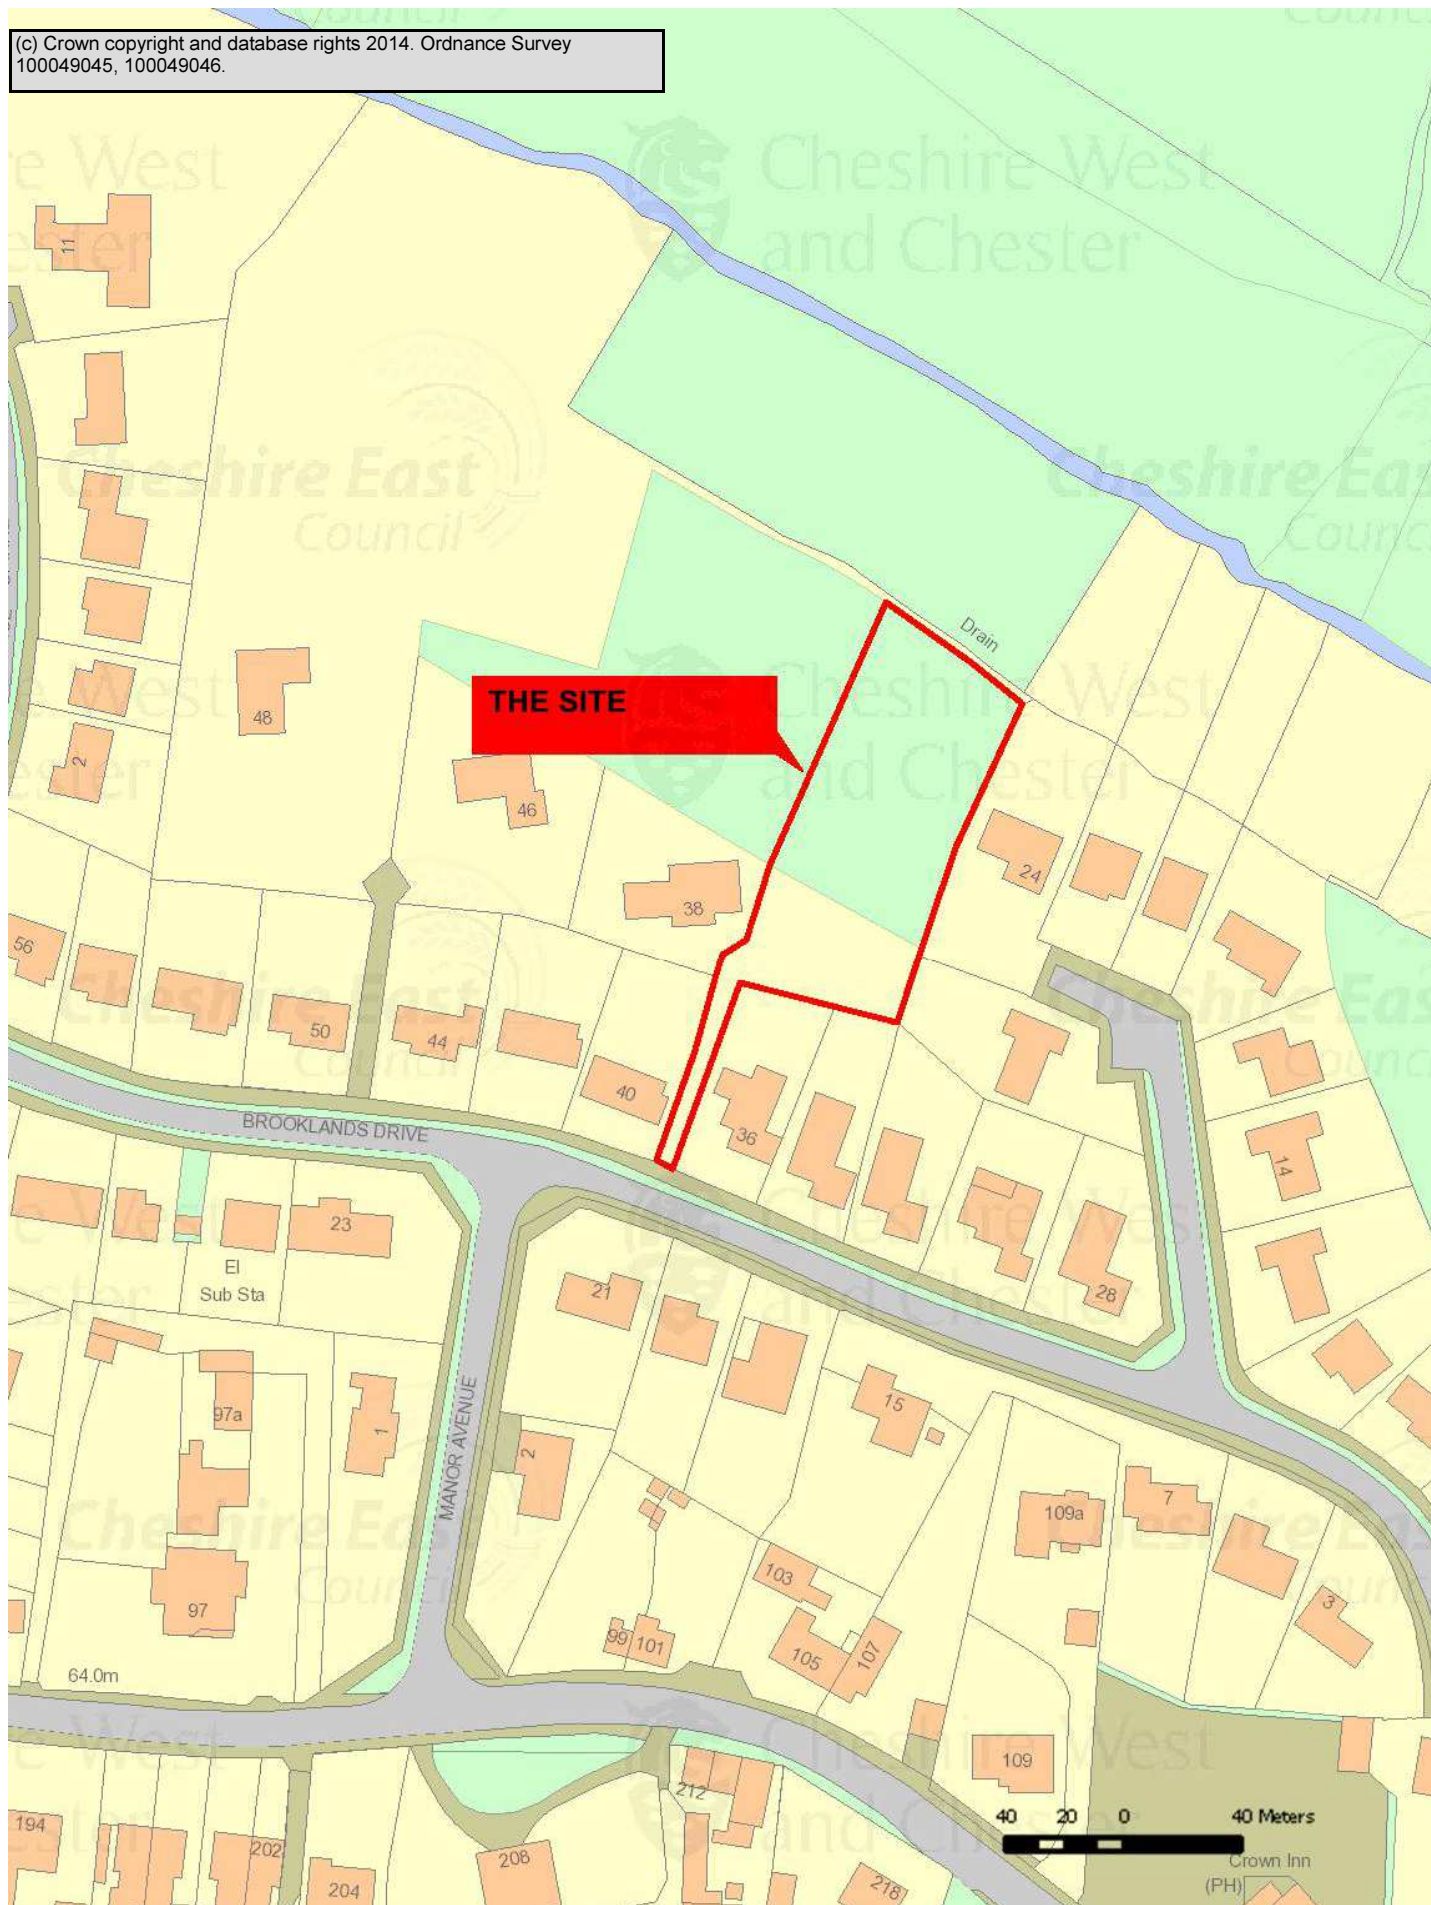 (c) Crown copyright and database rights 2014. Ordnance Survey
100049045, 100049046.
Cheshire West
and Chester
11
Cheshire East
Council
Drain
THE SITE
48
2
46
24
38
56
50
44
40
36
BROOKLANDS DRIVE
14
23
El
Sub Sta
21
28
97a
1
MANOR AVENUE
2
15
109a
7
97
103
3
99
101
105
107
64.0m
109
212
40 20 0 40 Meters
194
202
204
208
218
Crown Inn
(PH)